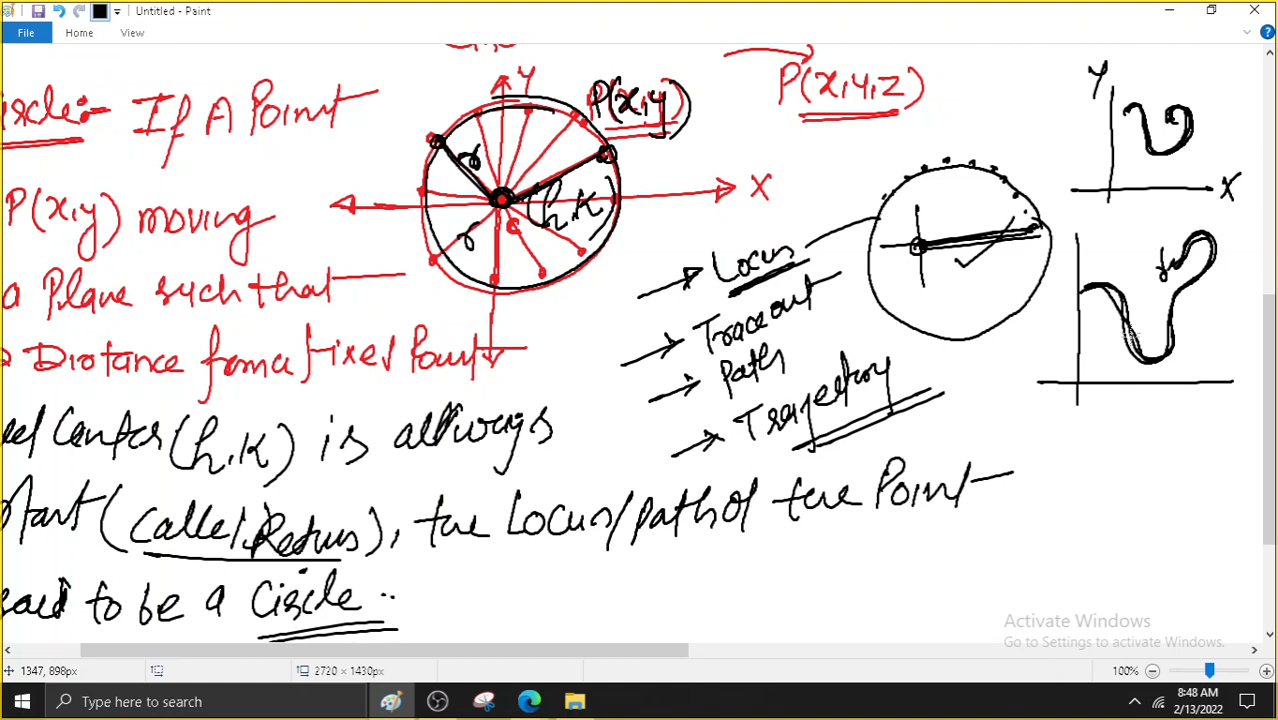 Untitled - Paint
File Home View
P(x,y,z)
Y
P(x,y)
ircle:- If A Point
Y
X
X
(h,k)
r
r
c
P(x,y) moving
Locus
a Plane such that
Traceout
Path
Distance from a fixed Point
Trajectory
Center (h,k) is always
(called Radius), the Locus/path of the Point
said to be a Circle
Activate Windows
Go to Settings to activate Windows.
1347, 898px
2720 × 1430px
100%
Type here to search
8:48 AM
2/13/2022